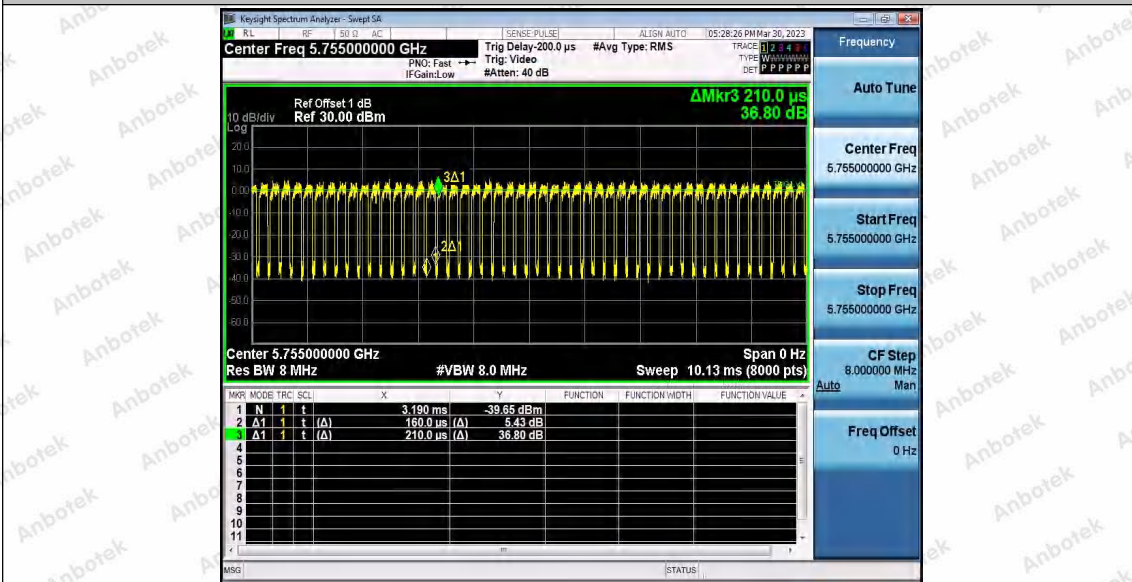 Keysight Spectrum Analyzer - Swept SA
RL RF 50 Ω AC SENSE:PULSE ALIGN AUTO 05:28:26 PM Mar 30, 2023
Center Freq 5.755000000 GHz
PNO: Fast
IFGain:Low
Trig Delay-200.0 µs
Trig: Video
#Atten: 40 dB
#Avg Type: RMS
TRACE 1 2 3 4 5 6
TYPE WWWWWW
DET P P P P P P
ΔMkr3 210.0 µs
36.80 dB
10 dB/div
Log
Ref Offset 1 dB
Ref 30.00 dBm
20.0
10.0
0.00
-10.0
-20.0
-30.0
-40.0
-50.0
-60.0
3Δ1
2Δ1
Center 5.755000000 GHz Span 0 Hz
Res BW 8 MHz #VBW 8.0 MHz Sweep 10.13 ms (8000 pts)
MKR MODE TRC SCL X Y FUNCTION FUNCTION WIDTH FUNCTION VALUE
1 N 1 t 3.190 ms -39.65 dBm
2 Δ1 1 t (Δ) 160.0 µs (Δ) 5.43 dB
3 Δ1 1 t (Δ) 210.0 µs (Δ) 36.80 dB
4
5
6
7
8
9
10
11
MSG STATUS
Frequency
Auto Tune
Center Freq
5.755000000 GHz
Start Freq
5.755000000 GHz
Stop Freq
5.755000000 GHz
CF Step
8.000000 MHz
Auto Man
Freq Offset
0 Hz
Anbotek